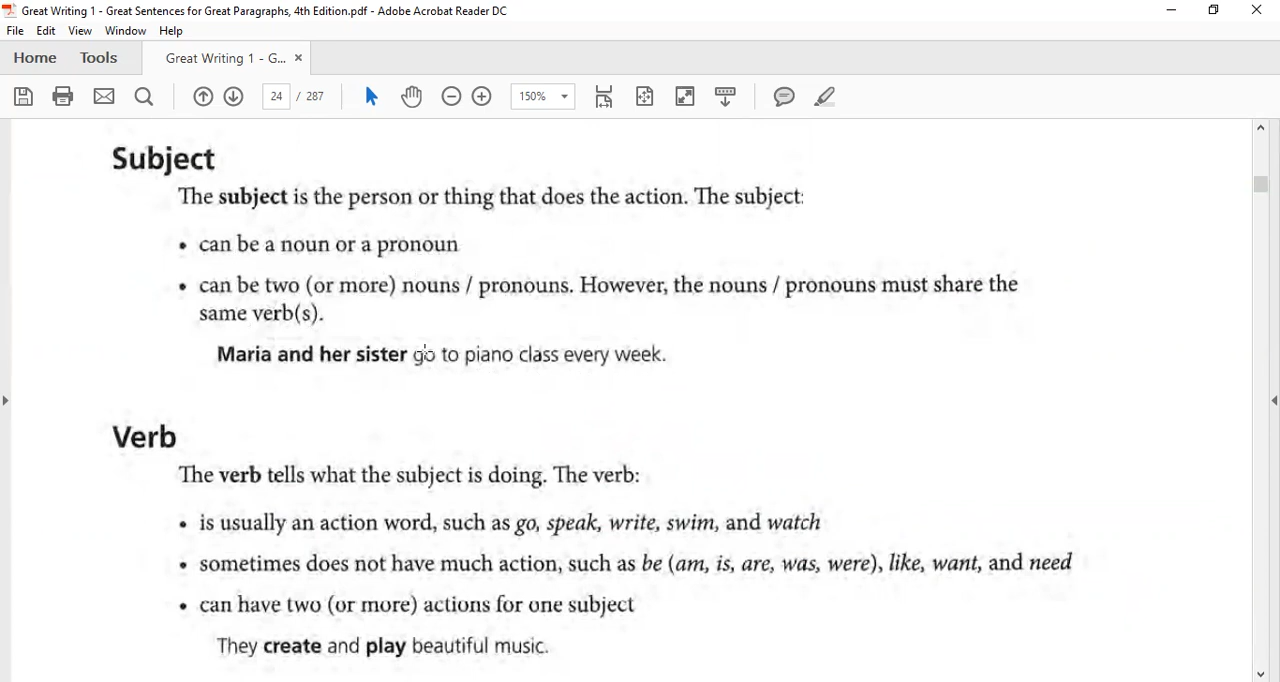 Great Writing 1 - Great Sentences for Great Paragraphs, 4th Edition.pdf - Adobe Acrobat Reader DC
File Edit View Window Help
Home Tools Great Writing 1 - G... ×
24 / 287 150%
Subject
The subject is the person or thing that does the action. The subject:
• can be a noun or a pronoun
• can be two (or more) nouns / pronouns. However, the nouns / pronouns must share the
same verb(s).
Maria and her sister go to piano class every week.
Verb
The verb tells what the subject is doing. The verb:
• is usually an action word, such as go, speak, write, swim, and watch
• sometimes does not have much action, such as be (am, is, are, was, were), like, want, and need
• can have two (or more) actions for one subject
They create and play beautiful music.